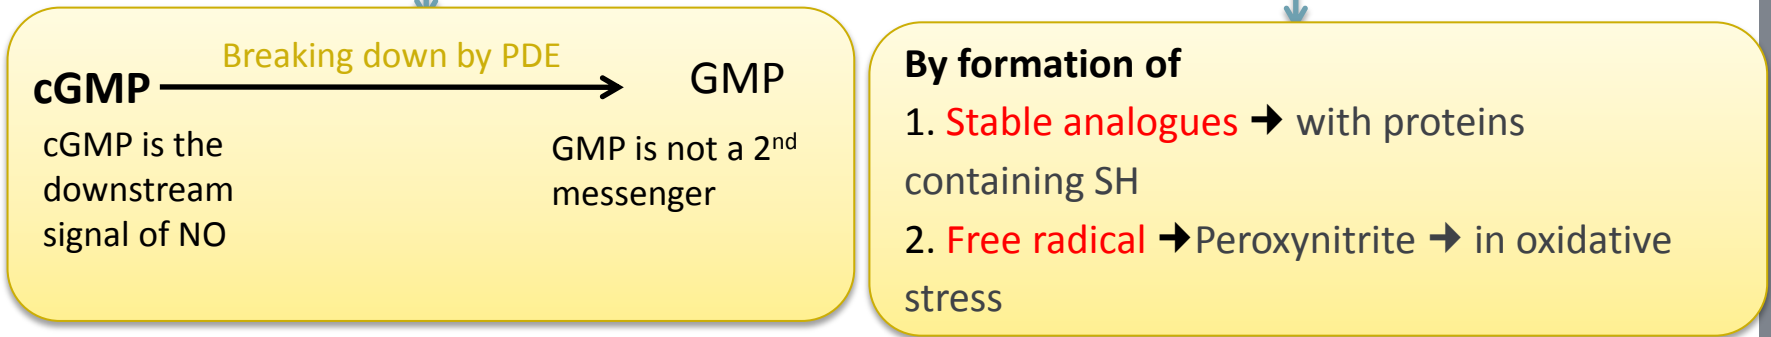 Breaking down by PDE
cGMP
GMP
cGMP is the
downstream
signal of NO
GMP is not a 2nd
messenger
By formation of
1. Stable analogues ➔ with proteins
containing SH
2. Free radical ➔Peroxynitrite ➔ in oxidative
stress